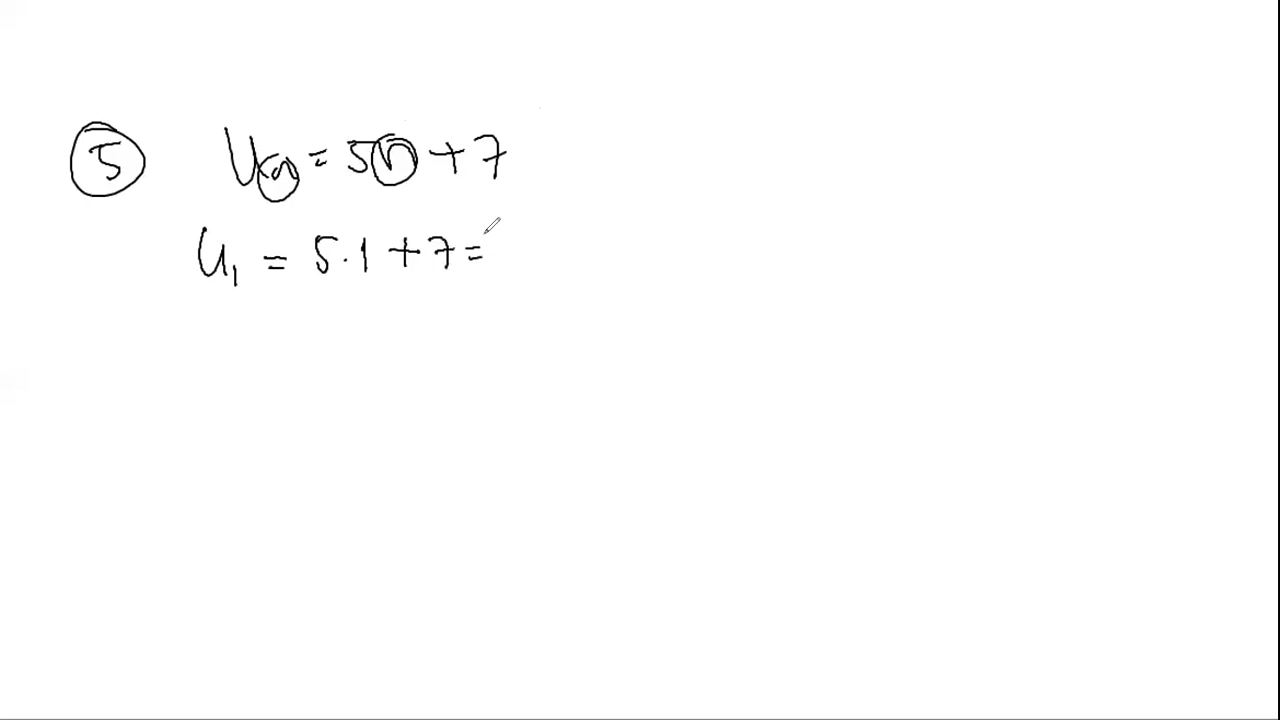 5 Un = 5n + 7
U1 = 5.1 + 7 =